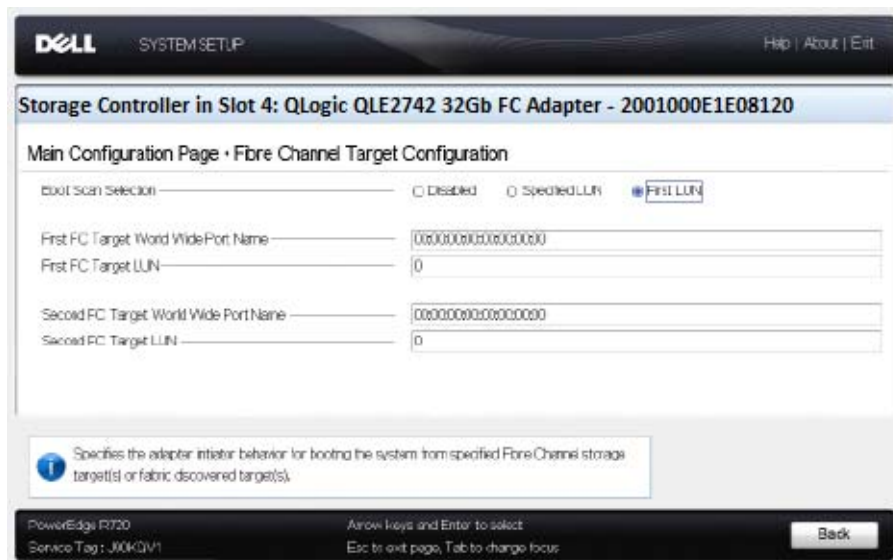 DELL SYSTEM SETUP Help | About | Exit
Storage Controller in Slot 4: QLogic QLE2742 32Gb FC Adapter - 2001000E1E08120
Main Configuration Page • Fibre Channel Target Configuration
Boot Scan Selection Disabled Specified LUN First LUN
First FC Target World Wide Port Name 00:00:00:00:00:00:00:00
First FC Target LUN 0
Second FC Target World Wide Port Name 00:00:00:00:00:00:00:00
Second FC Target LUN 0
Specifies the adapter initiator behavior for booting the system from specified Fibre Channel storage
target(s) or fabric discovered target(s).
PowerEdge R720 Arrow keys and Enter to select
Service Tag : Esc to exit page, Tab to change focus
Back